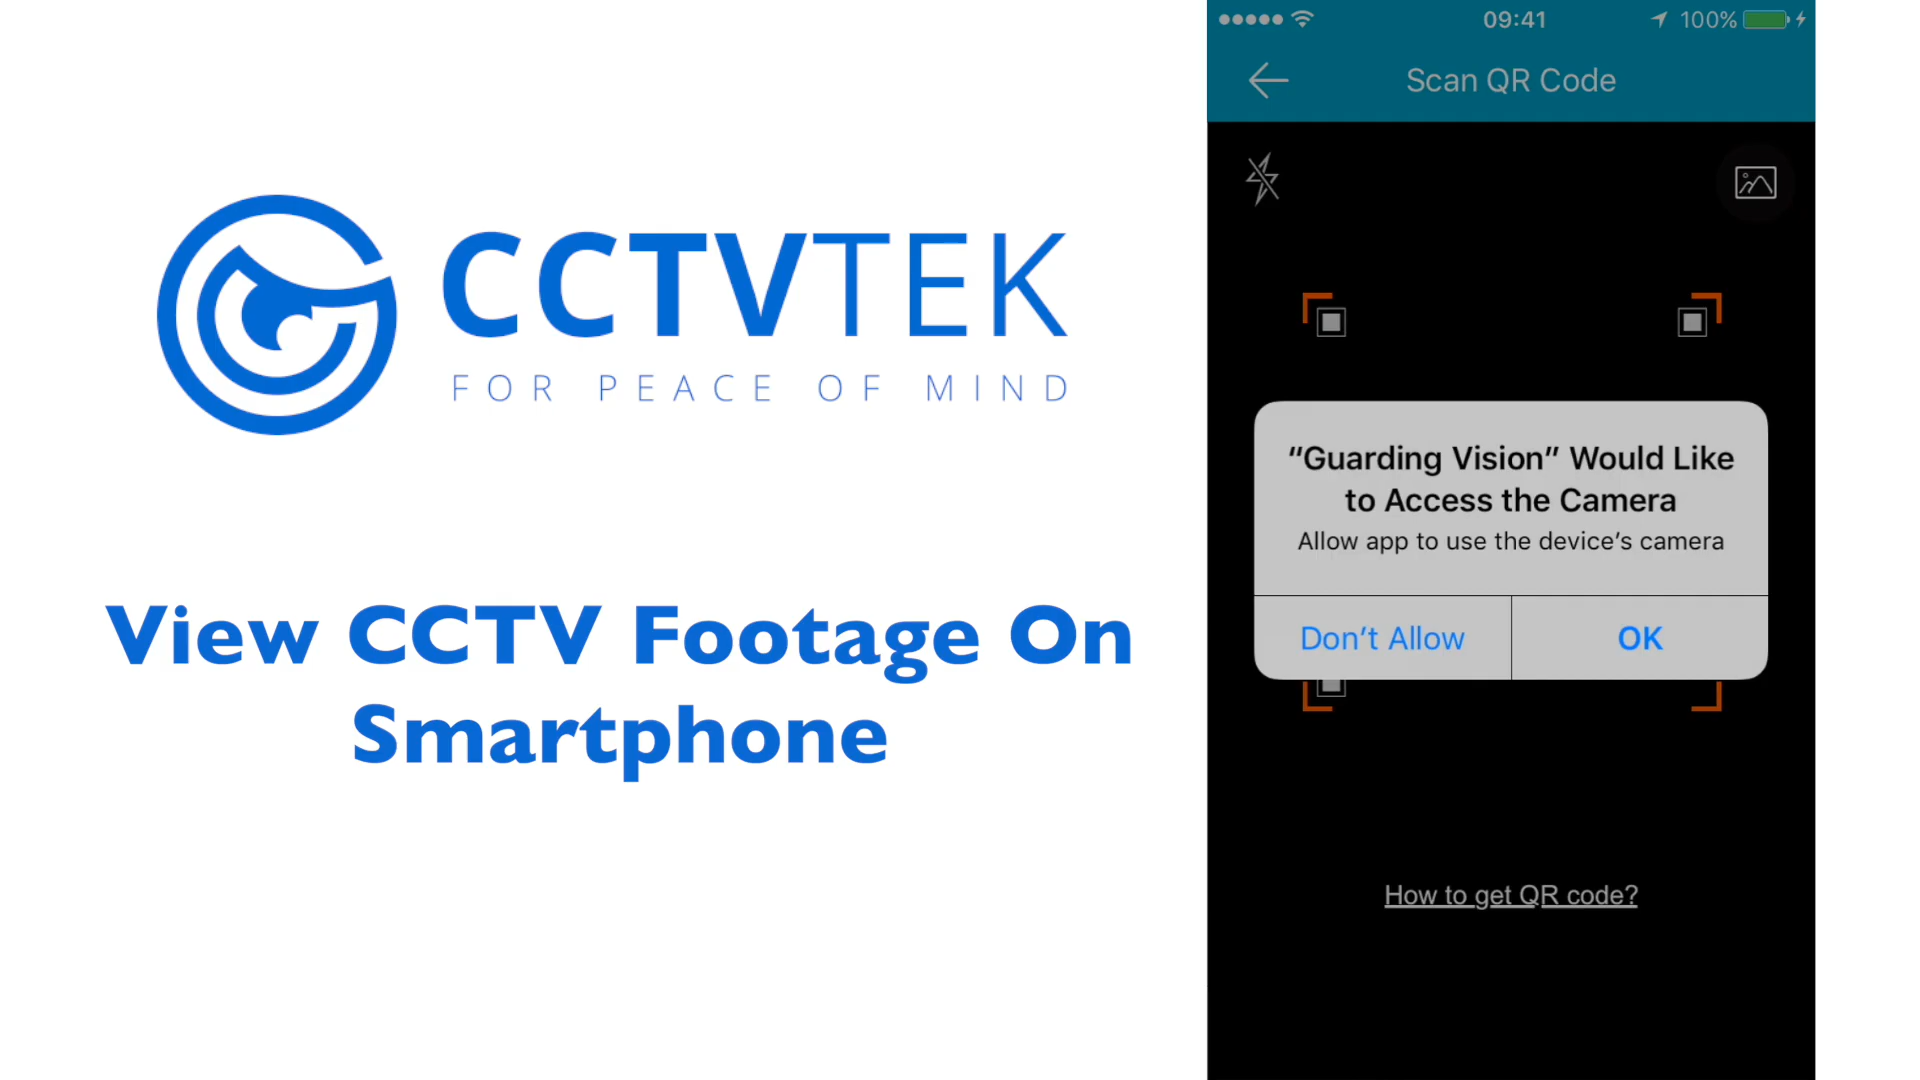 CCTVTEK
FOR PEACE OF MIND
View CCTV Footage On
Smartphone
09:41
100%
Scan QR Code
“Guarding Vision” Would Like
to Access the Camera
Allow app to use the device’s camera
Don’t Allow
OK
How to get QR code?